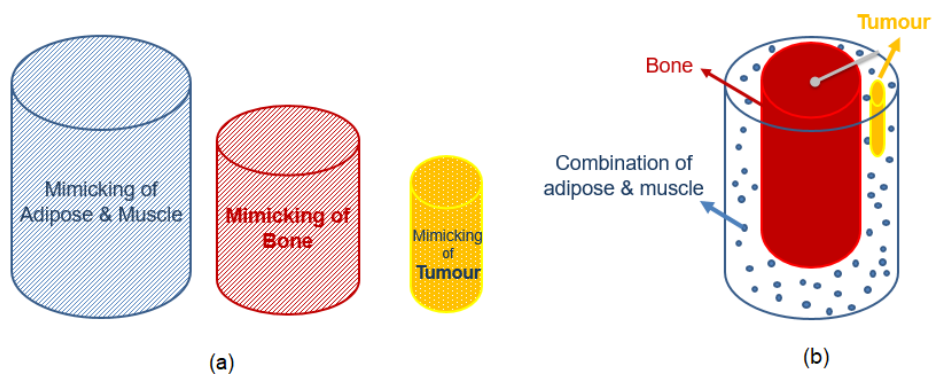 Mimicking of
Adipose & Muscle
Mimicking of
Bone
Mimicking
of
Tumour
(a)
Tumour
Bone
Combination of
adipose & muscle
(b)